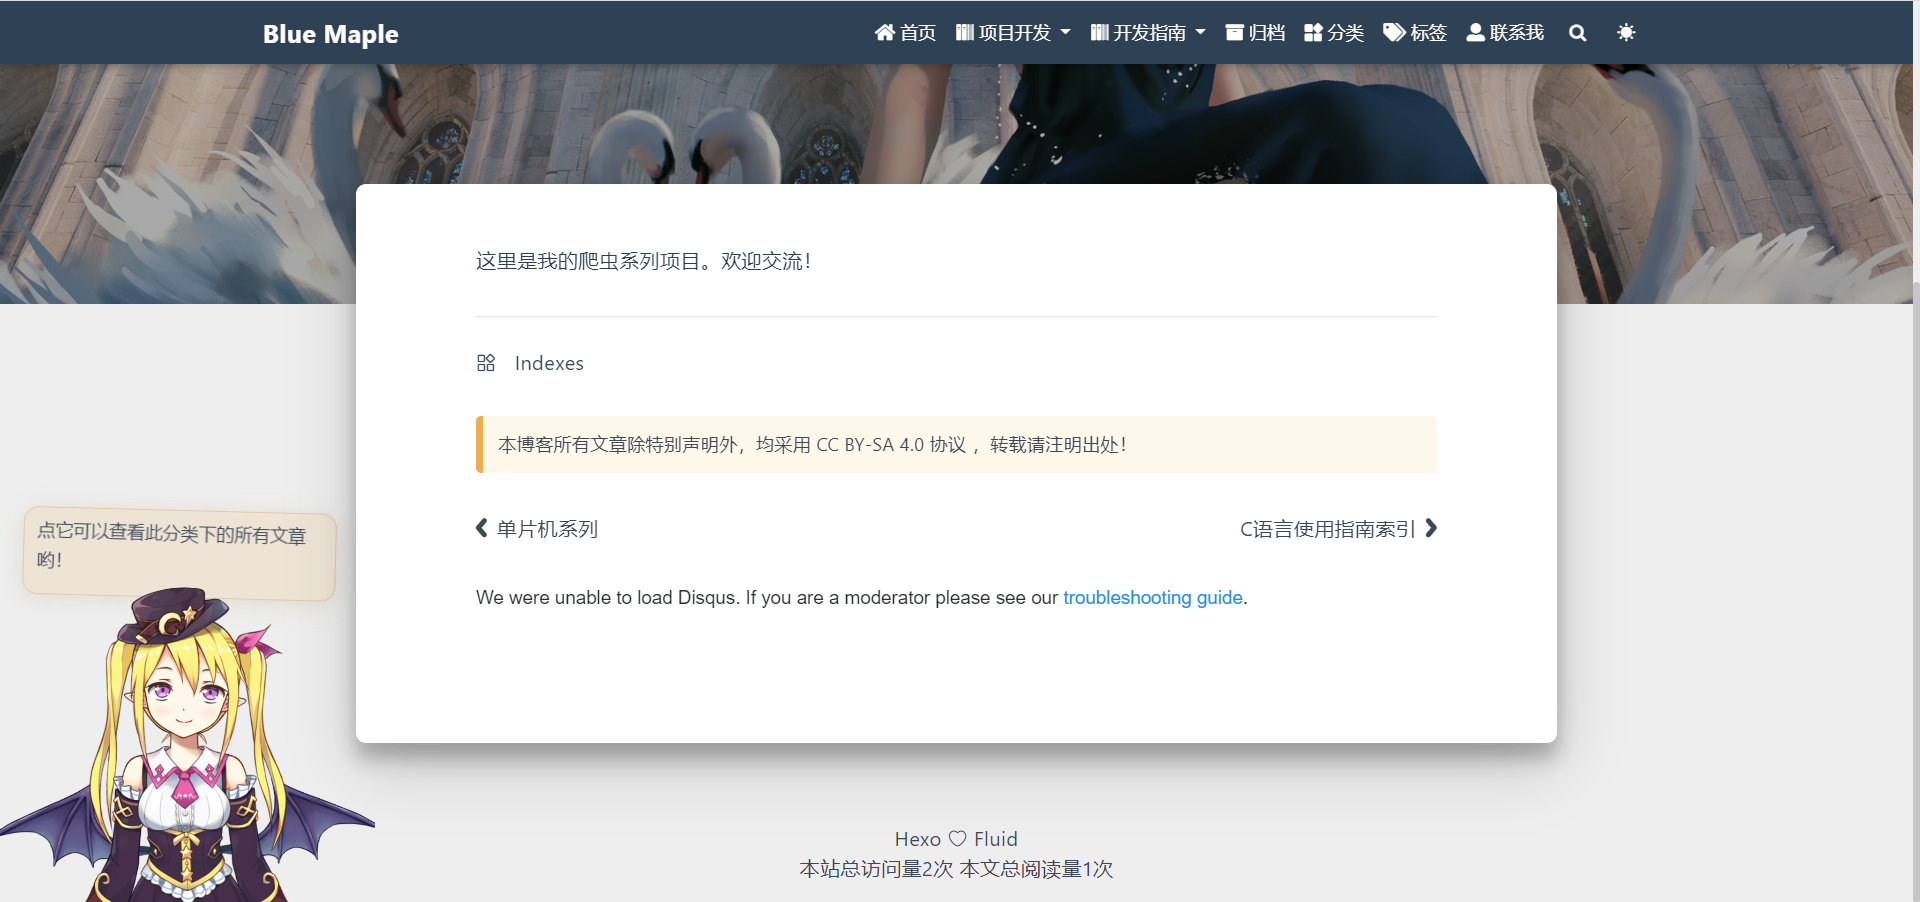 Blue Maple
首页 项目开发 开发指南 归档 分类 标签 联系我
这里是我的爬虫系列项目。欢迎交流！
Indexes
本博客所有文章除特别声明外，均采用 CC BY-SA 4.0 协议 ，转载请注明出处！
点它可以查看此分类下的所有文章
哟！
单片机系列
C语言使用指南索引
We were unable to load Disqus. If you are a moderator please see our troubleshooting guide.
Hexo ♡ Fluid
本站总访问量2次 本文总阅读量1次